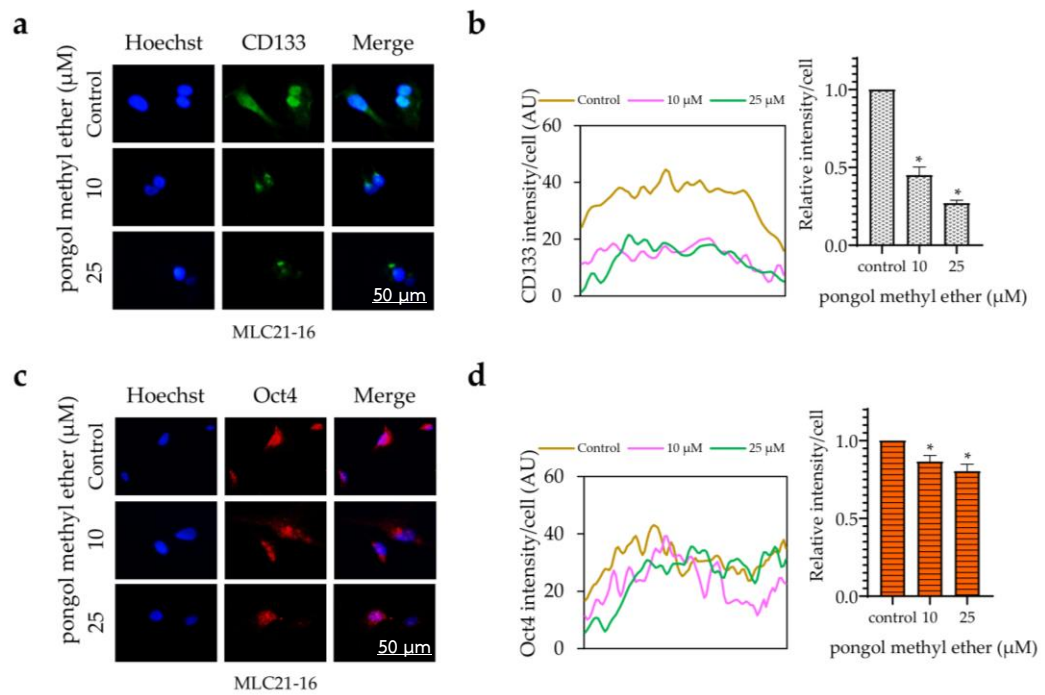 a
Hoechst CD133 Merge
pongol methyl ether (µM)
Control
10
25
50 µm
MLC21-16
b
Control 10 µM 25 µM
CD133 intensity/cell (AU)
60
40
20
0
Relative intensity/cell
1.0
0.5
0.0
* *
control 10 25
pongol methyl ether (µM)
c
Hoechst Oct4 Merge
pongol methyl ether (µM)
Control
10
25
50 µm
MLC21-16
d
Control 10 µM 25 µM
Oct4 intensity/cell (AU)
60
40
20
0
Relative intensity/cell
1.0
0.5
0.0
* *
control 10 25
pongol methyl ether (µM)